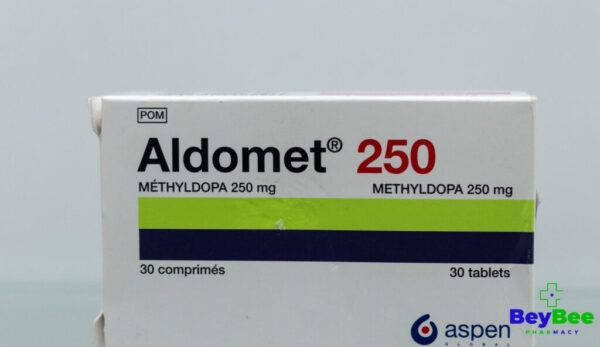 POM
Aldomet® 250
MÉTHYLDOPA 250 mg METHYLDOPA 250 mg
30 comprimés 30 tablets
aspen
GLOBAL
BeyBee
PHARMACY